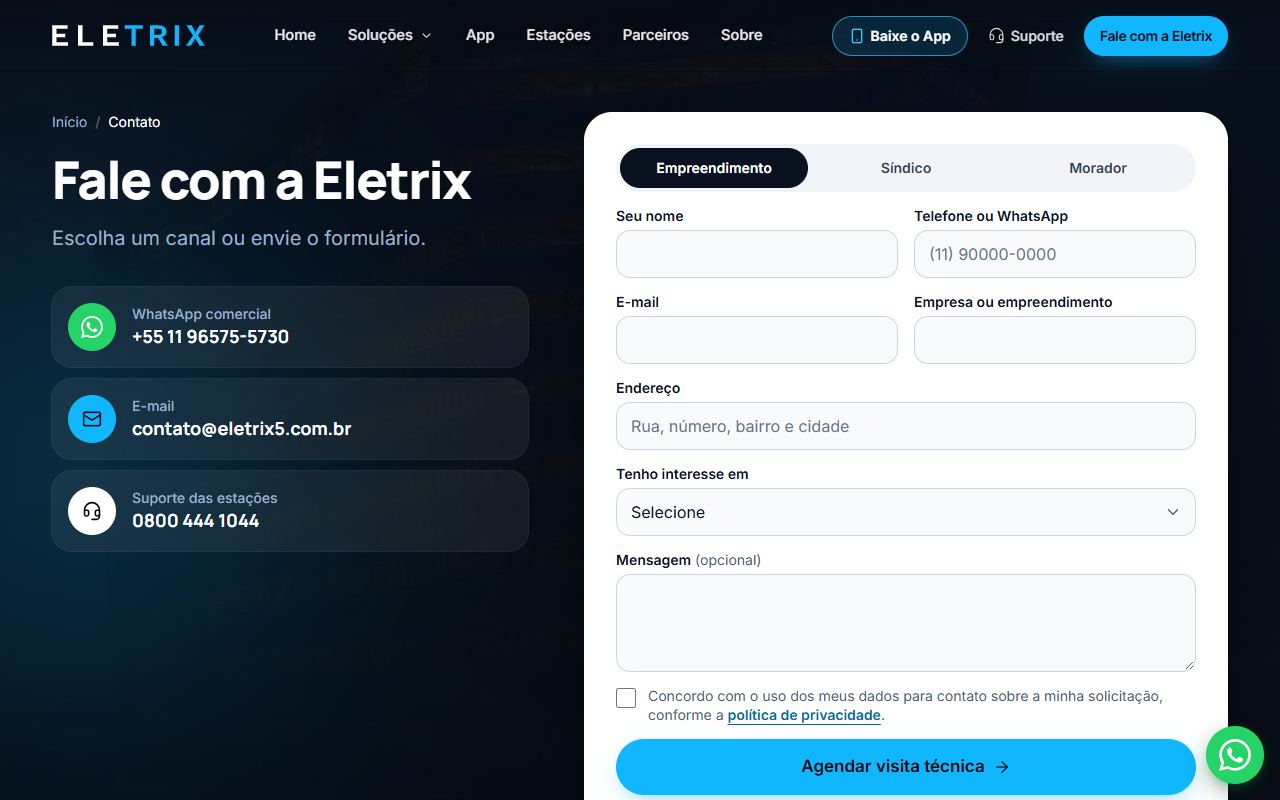 ELETRIX
Home
Soluções
App
Estações
Parceiros
Sobre
Baixe o App
Suporte
Fale com a Eletrix
Início / Contato
Fale com a Eletrix
Escolha um canal ou envie o formulário.
WhatsApp comercial
+55 11 96575-5730
E-mail
contato@eletrix5.com.br
Suporte das estações
0800 444 1044
Empreendimento
Síndico
Morador
Seu nome
Telefone ou WhatsApp
(11) 90000-0000
E-mail
Empresa ou empreendimento
Endereço
Rua, número, bairro e cidade
Tenho interesse em
Selecione
Mensagem (opcional)
Concordo com o uso dos meus dados para contato sobre a minha solicitação,
conforme a política de privacidade.
Agendar visita técnica →